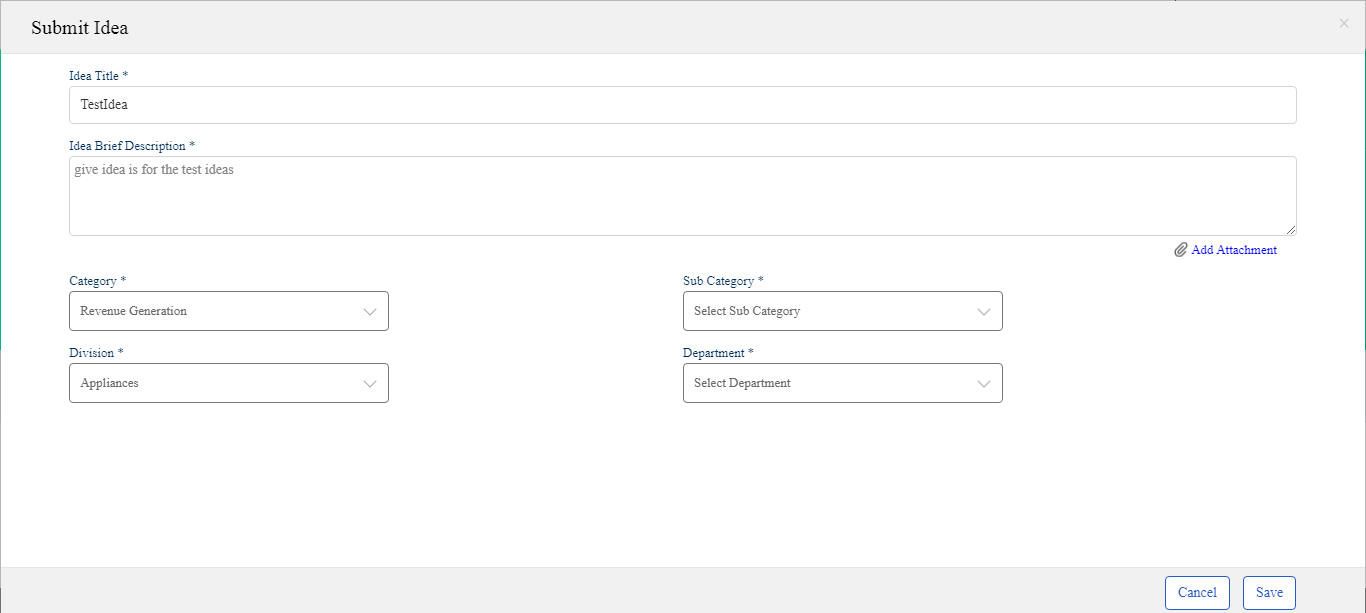 Submit Idea
×
Idea Title *
TestIdea
Idea Brief Description *
give idea is for the test ideas
Add Attachment
Category * Sub Category *
Revenue Generation Select Sub Category
Division * Department *
Appliances Select Department
Cancel Save